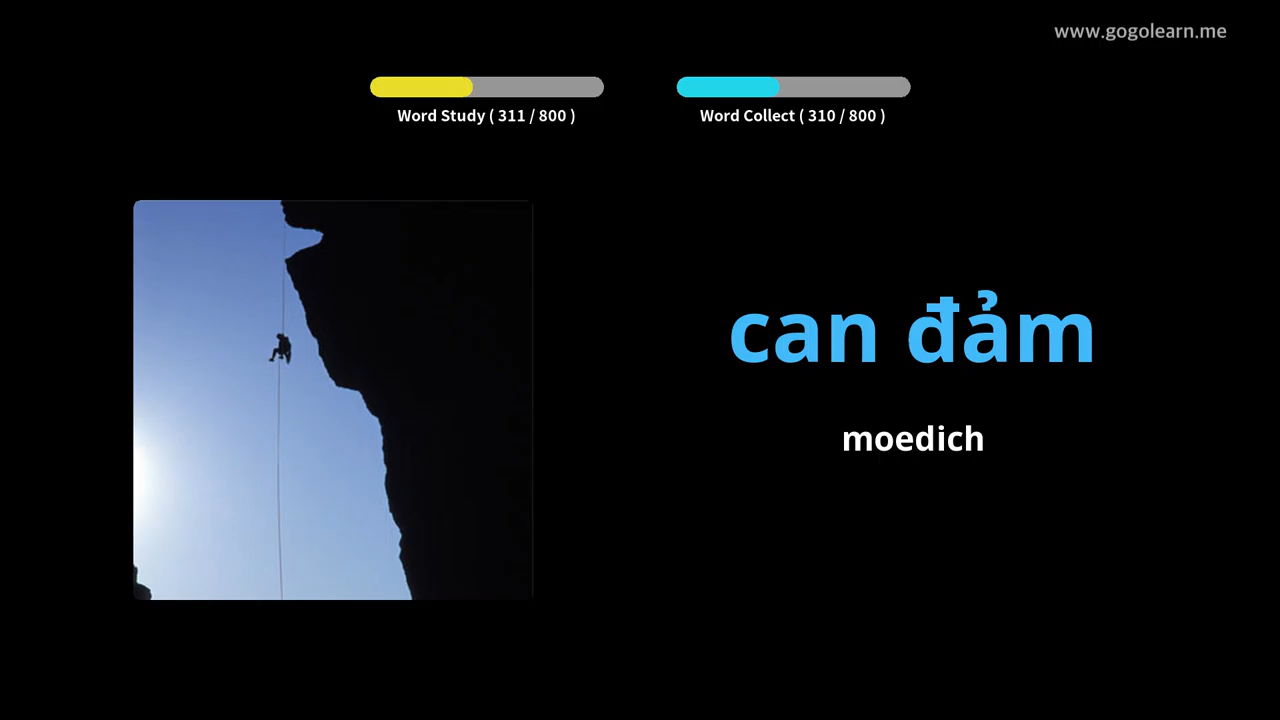 www.gogolearn.me
Word Study ( 311 / 800 )
Word Collect ( 310 / 800 )
can đảm
moedich